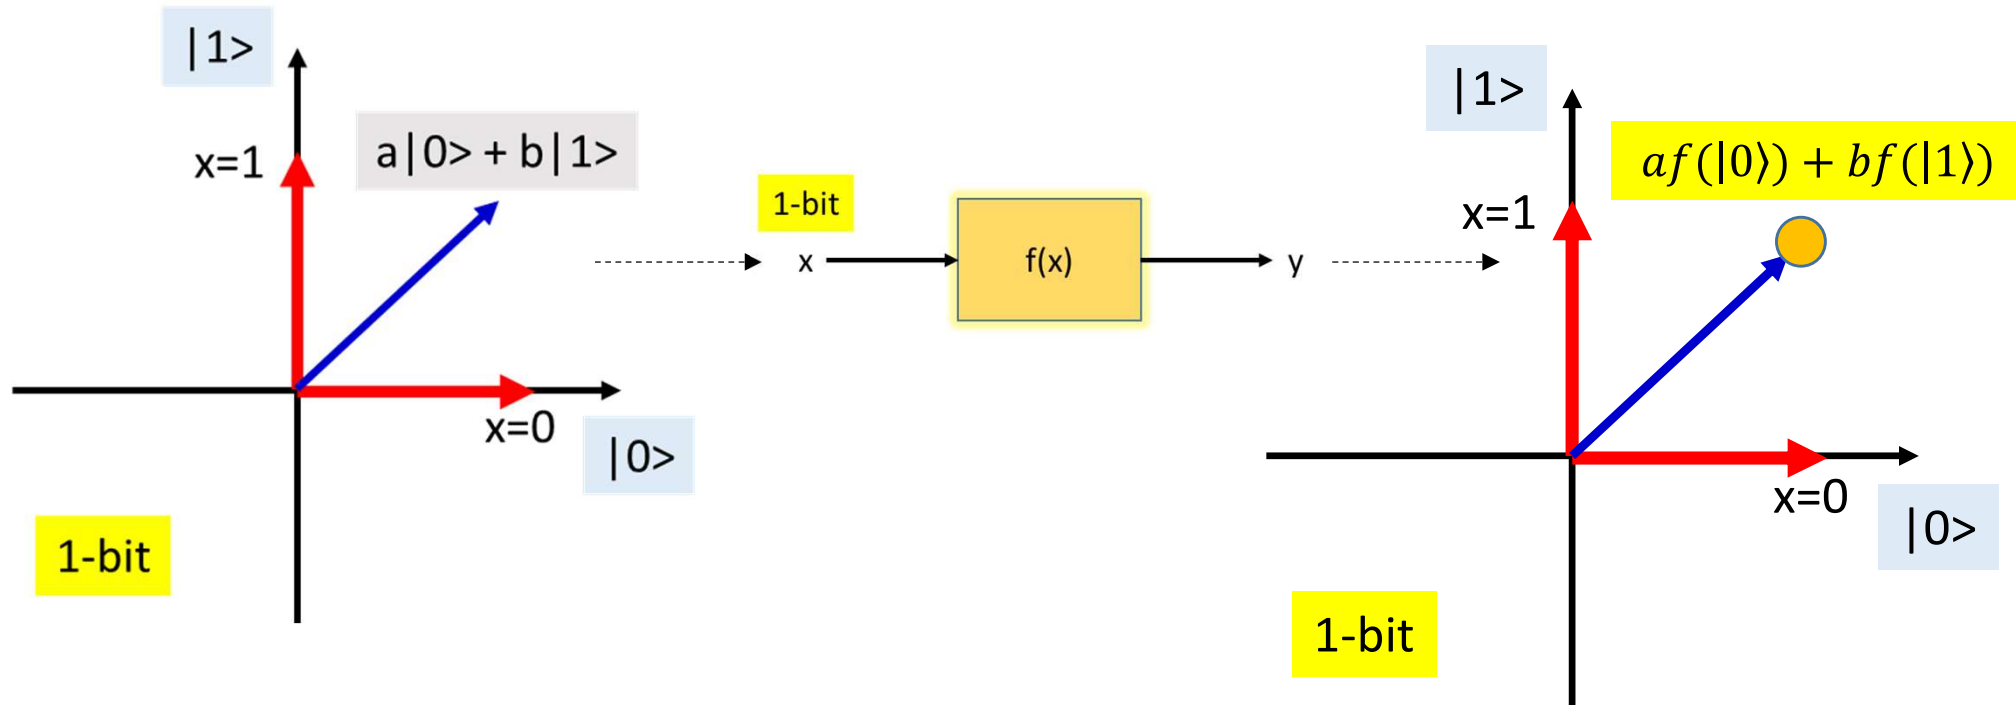 |1>
a|0> + b|1>
x=1
x=0
|0>
1-bit
1-bit
x
f(x)
y
|1>
af(|0⟩) + bf(|1⟩)
x=1
x=0
|0>
1-bit